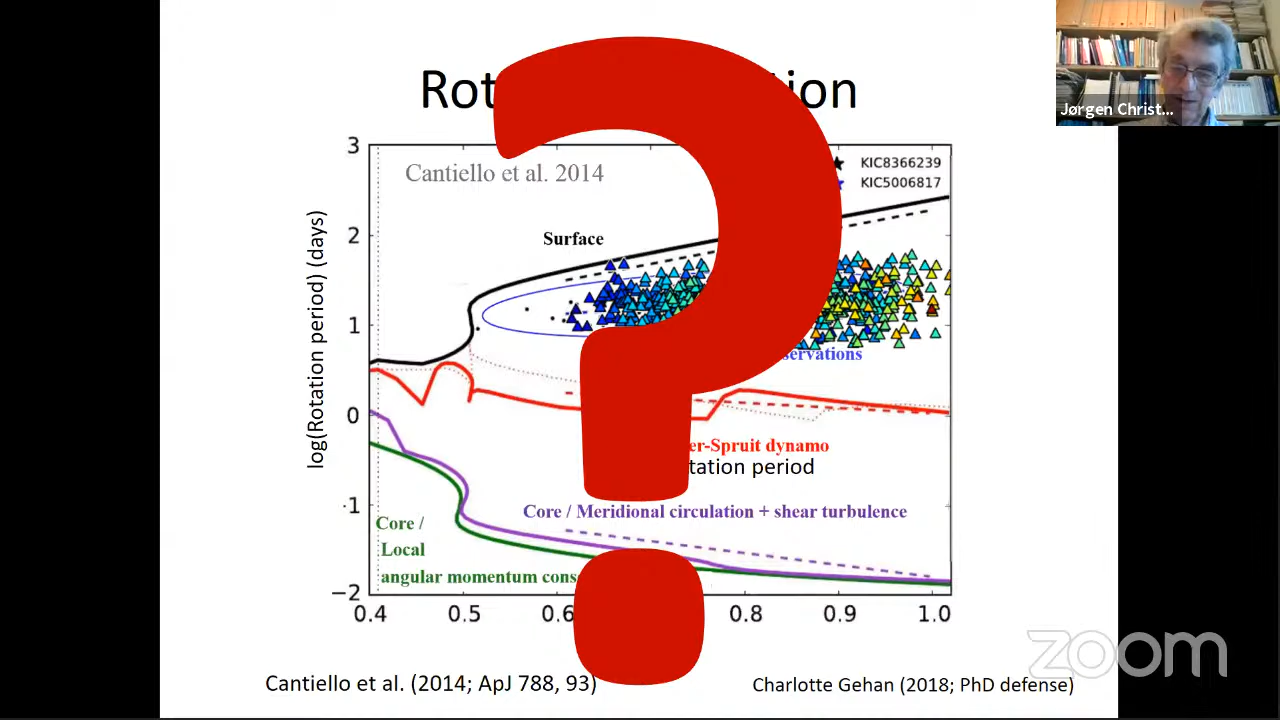 Rot
tion
Jørgen Christ...
3
2
1
0
-1
−2
0.4
0.5
0.6
0.8
0.9
1.0
log(Rotation period) (days)
Cantiello et al. 2014
KIC8366239
KIC5006817
Surface
servations
er-Spruit dynamo
tation period
Core / Meridional circulation + shear turbulence
Core /
Local
angular momentum cons
Cantiello et al. (2014; ApJ 788, 93)
Charlotte Gehan (2018; PhD defense)
zoom